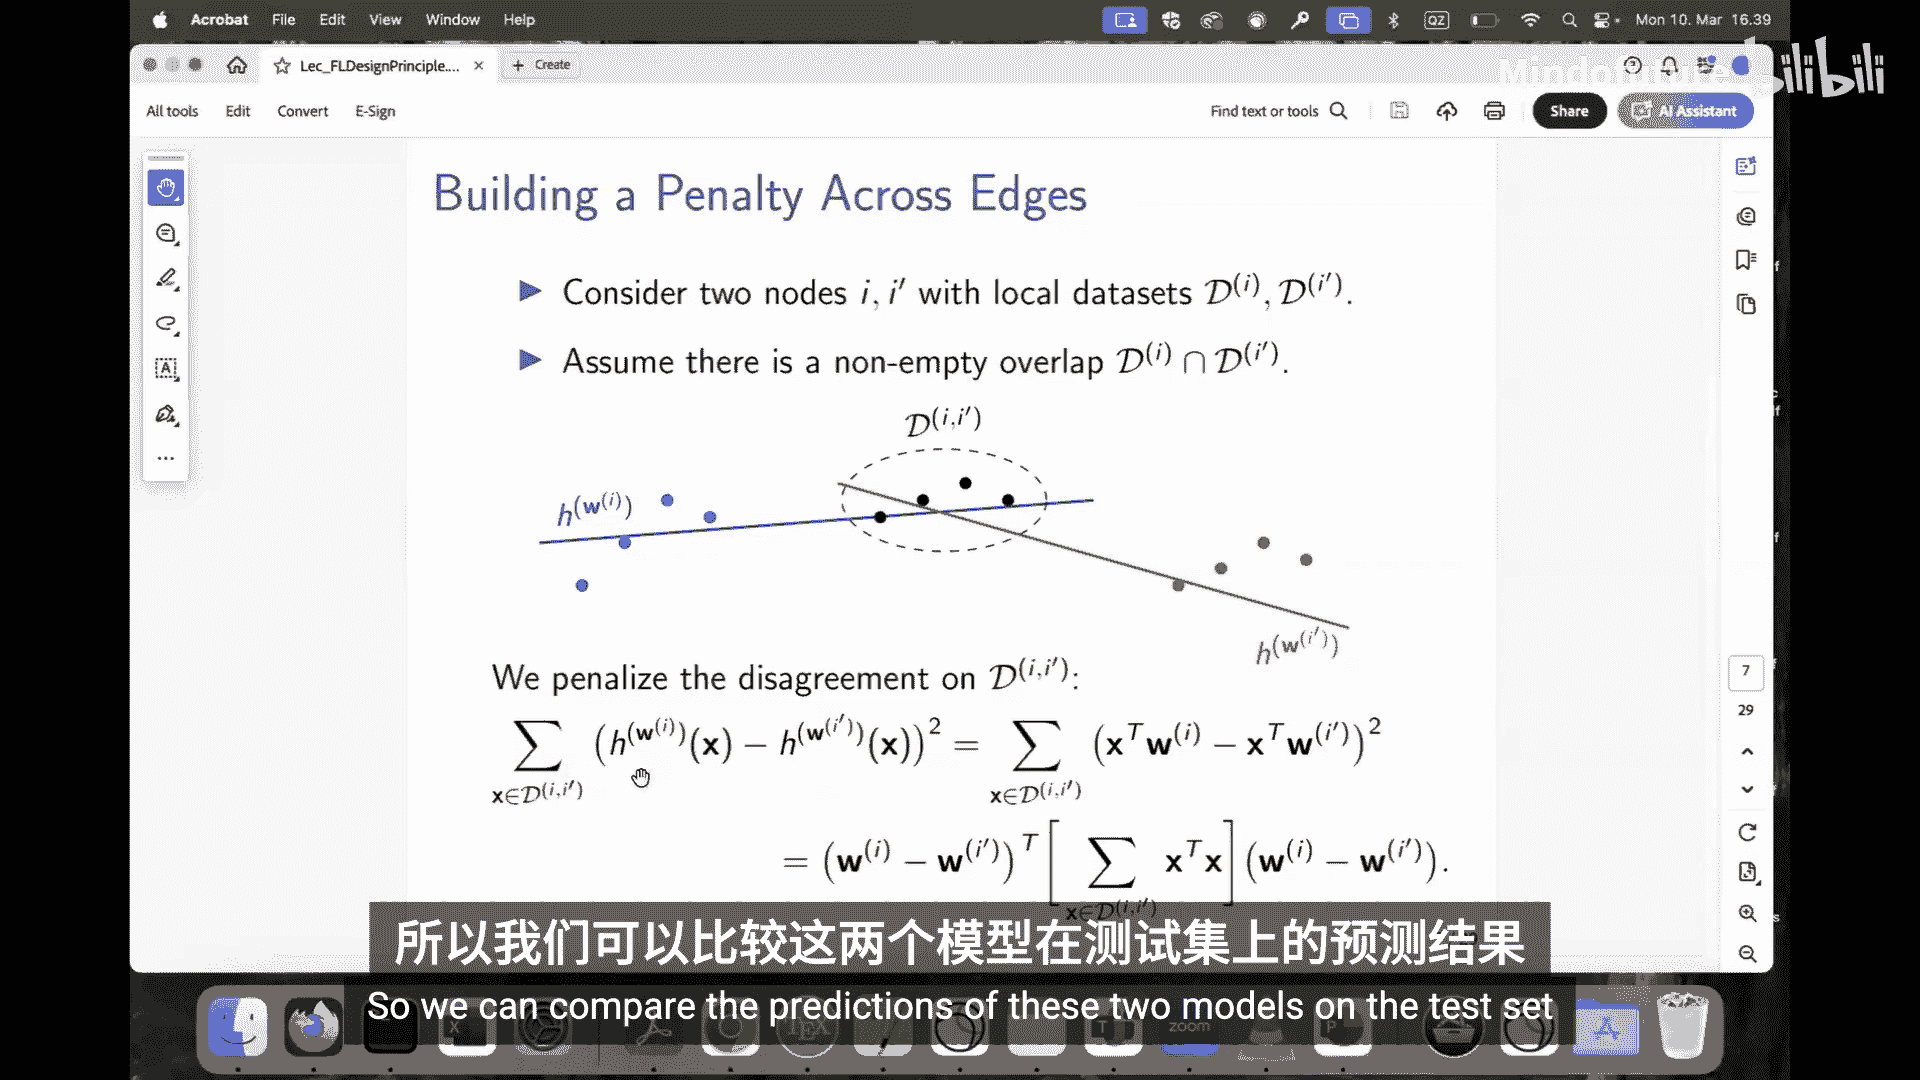 Acrobat File Edit View Window Help QZ Mon 10. Mar 16.39
Lec_FLDesignPrinciple.... Create
Mindofuture bilibili
All tools Edit Convert E-Sign Find text or tools Share AI Assistant
Building a Penalty Across Edges
▶ Consider two nodes i, i′ with local datasets 𝒟^(i), 𝒟^(i′).
▶ Assume there is a non-empty overlap 𝒟^(i) ∩ 𝒟^(i′).
𝒟^(i,i′)
h^(w^(i))
h^(w^(i′))
We penalize the disagreement on 𝒟^(i,i′):
∑_{x∈𝒟^(i,i′)} (h^(w^(i))(x) − h^(w^(i′))(x))² = ∑_{x∈𝒟^(i,i′)} (x^T w^(i) − x^T w^(i′))²
= (w^(i) − w^(i′))^T [∑_{x∈𝒟^(i,i′)} x^T x] (w^(i) − w^(i′)).
7
29
所以我们可以比较这两个模型在测试集上的预测结果
So we can compare the predictions of these two models on the test set
zoom